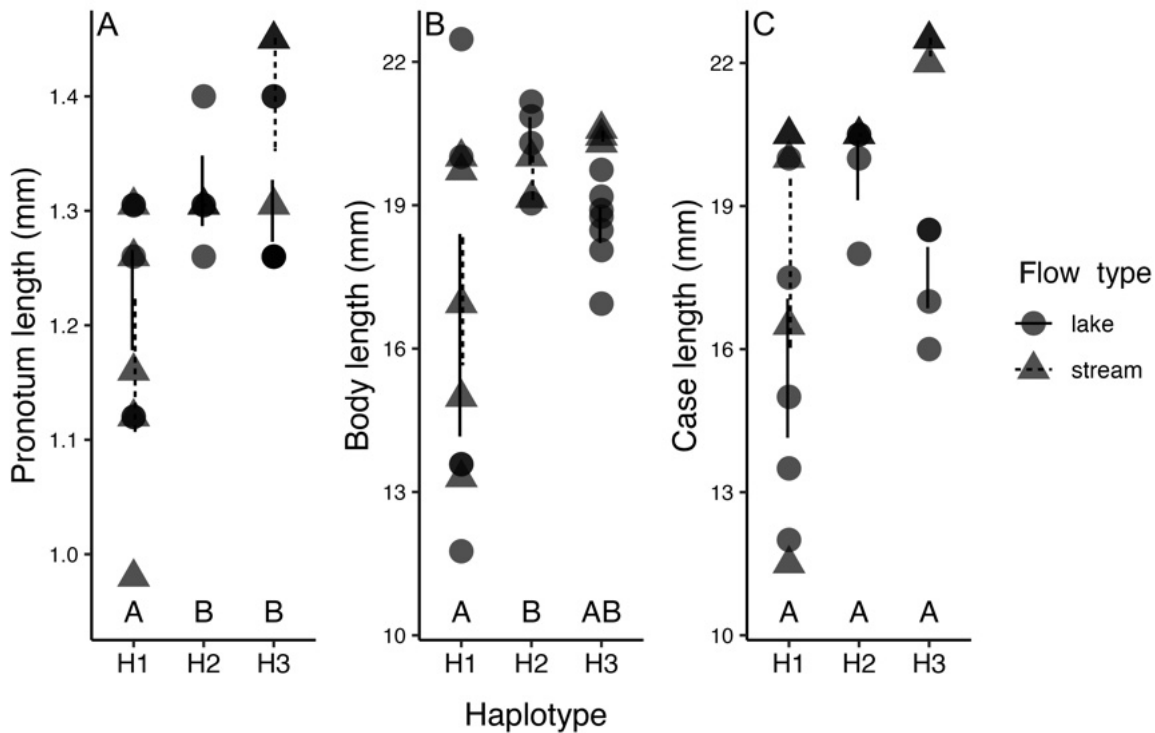 A
Pronotum length (mm)
1.4
1.3
1.2
1.1
1.0
A B B
H1 H2 H3
B
Body length (mm)
22
19
16
13
10
A B AB
H1 H2 H3
C
Case length (mm)
22
19
16
13
10
A A A
H1 H2 H3
Haplotype
Flow type
lake
stream